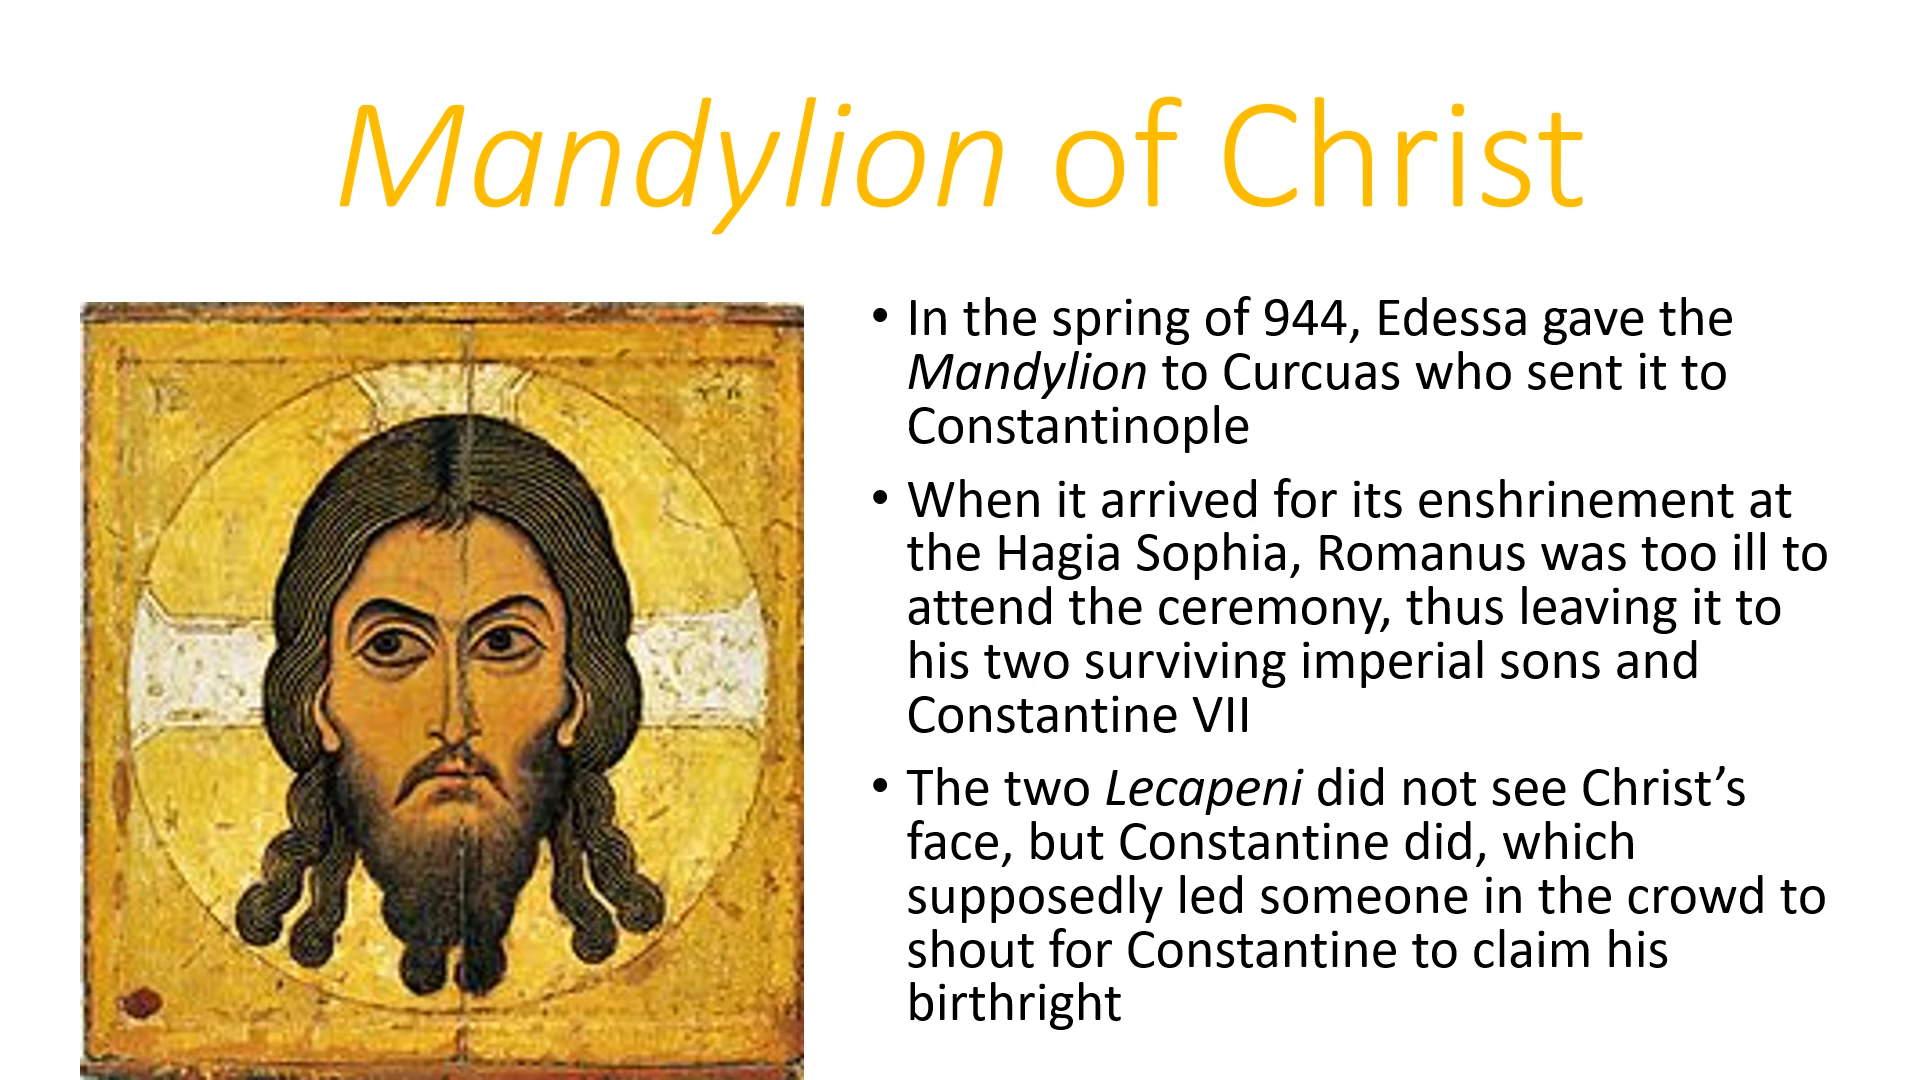 Mandylion of Christ
• In the spring of 944, Edessa gave the
Mandylion to Curcuas who sent it to
Constantinople
• When it arrived for its enshrinement at
the Hagia Sophia, Romanus was too ill to
attend the ceremony, thus leaving it to
his two surviving imperial sons and
Constantine VII
• The two Lecapeni did not see Christ’s
face, but Constantine did, which
supposedly led someone in the crowd to
shout for Constantine to claim his
birthright